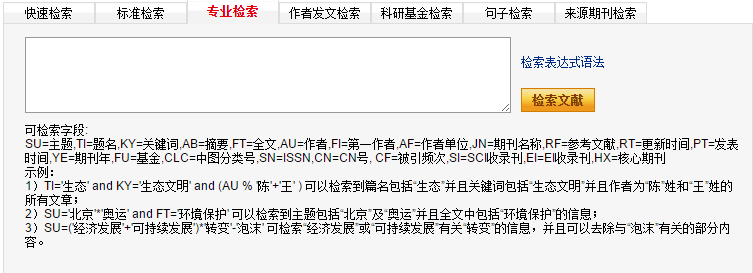 快速检索 标准检索 专业检索 作者发文检索 科研基金检索 句子检索 来源期刊检索
检索表达式语法
检索文献
可检索字段:
SU=主题,TI=题名,KY=关键词,AB=摘要,FT=全文,AU=作者,FI=第一作者,AF=作者单位,JN=期刊名称,RF=参考文献,RT=更新时间,PT=发表
时间,YE=期刊年,FU=基金,CLC=中图分类号,SN=ISSN,CN=CN号, CF=被引频次,SI=SCI收录刊,EI=EI收录刊,HX=核心期刊
示例:
1）TI='生态' and KY='生态文明' and (AU % '陈'+'王' ) 可以检索到篇名包括“生态”并且关键词包括“生态文明”并且作者为“陈”姓和“王”姓的
所有文章；
2）SU='北京'*'奥运' and FT='环境保护' 可以检索到主题包括“北京”及“奥运”并且全文中包括“环境保护”的信息；
3）SU=('经济发展'+'可持续发展')*'转变'-'泡沫' 可检索“经济发展”或“可持续发展”有关“转变”的信息，并且可以去除与“泡沫”有关的部分内
容。